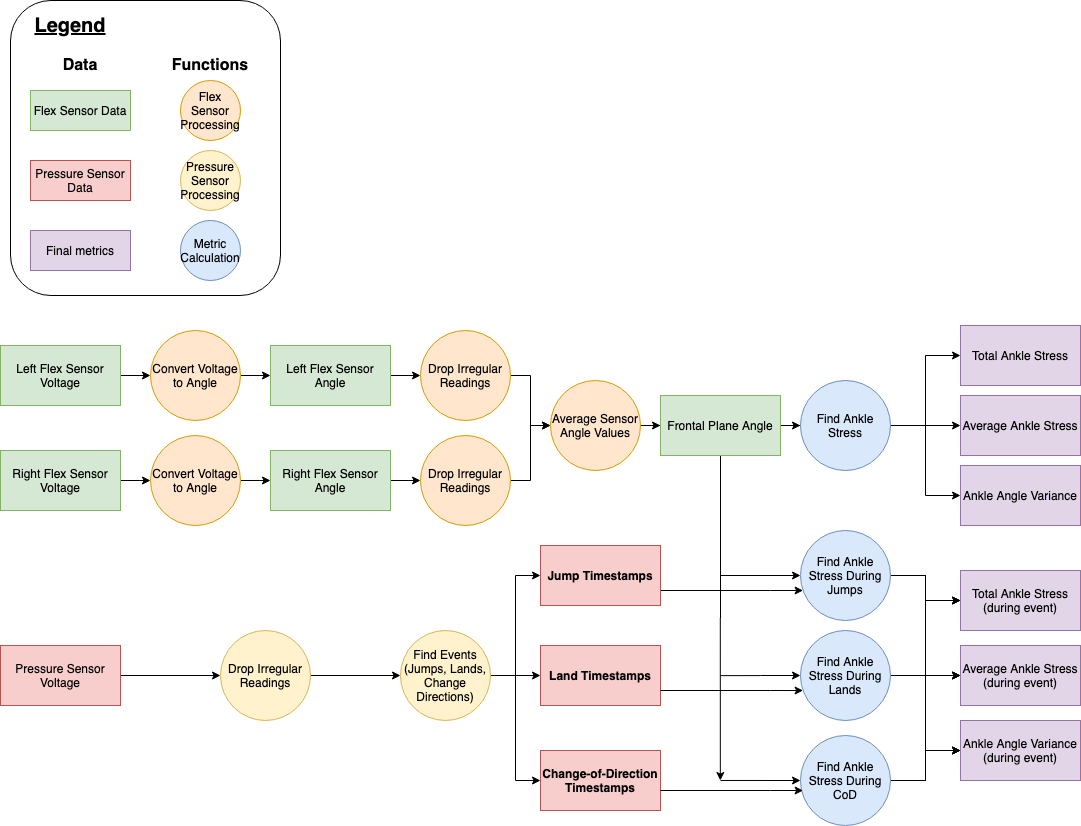 Legend
Data
Functions
Flex Sensor Data
Flex
Sensor
Processing
Pressure Sensor
Data
Pressure
Sensor
Processing
Final metrics
Metric
Calculation
Left Flex Sensor
Voltage
Convert Voltage
to Angle
Left Flex Sensor
Angle
Drop Irregular
Readings
Right Flex Sensor
Voltage
Convert Voltage
to Angle
Right Flex Sensor
Angle
Drop Irregular
Readings
Average Sensor
Angle Values
Frontal Plane Angle
Find Ankle
Stress
Total Ankle Stress
Average Ankle Stress
Ankle Angle Variance
Pressure Sensor
Voltage
Drop Irregular
Readings
Find Events
(Jumps, Lands,
Change
Directions)
Jump Timestamps
Land Timestamps
Change-of-Direction
Timestamps
Find Ankle
Stress During
Jumps
Find Ankle
Stress During
Lands
Find Ankle
Stress During
CoD
Total Ankle Stress
(during event)
Average Ankle Stress
(during event)
Ankle Angle Variance
(during event)